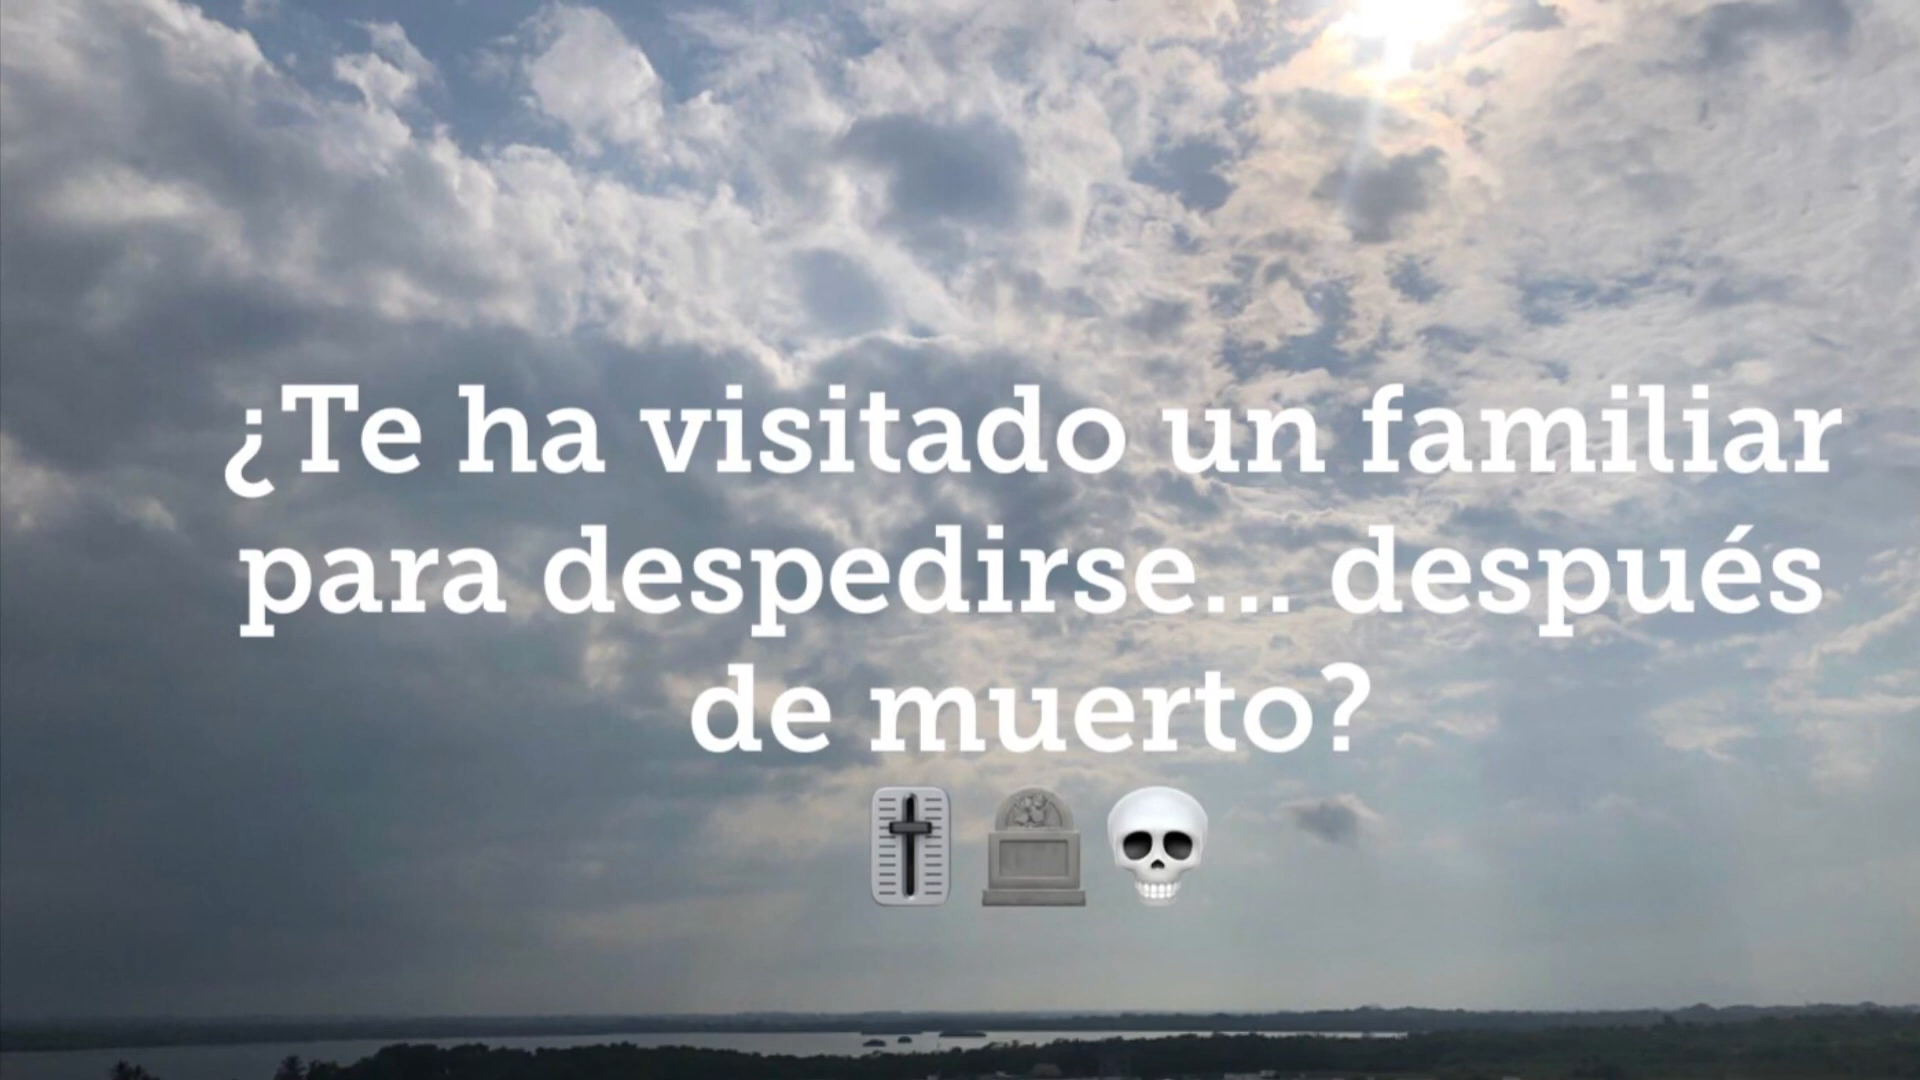 ¿Te ha visitado un familiar
para despedirse... después
de muerto?
🎚️🪦💀